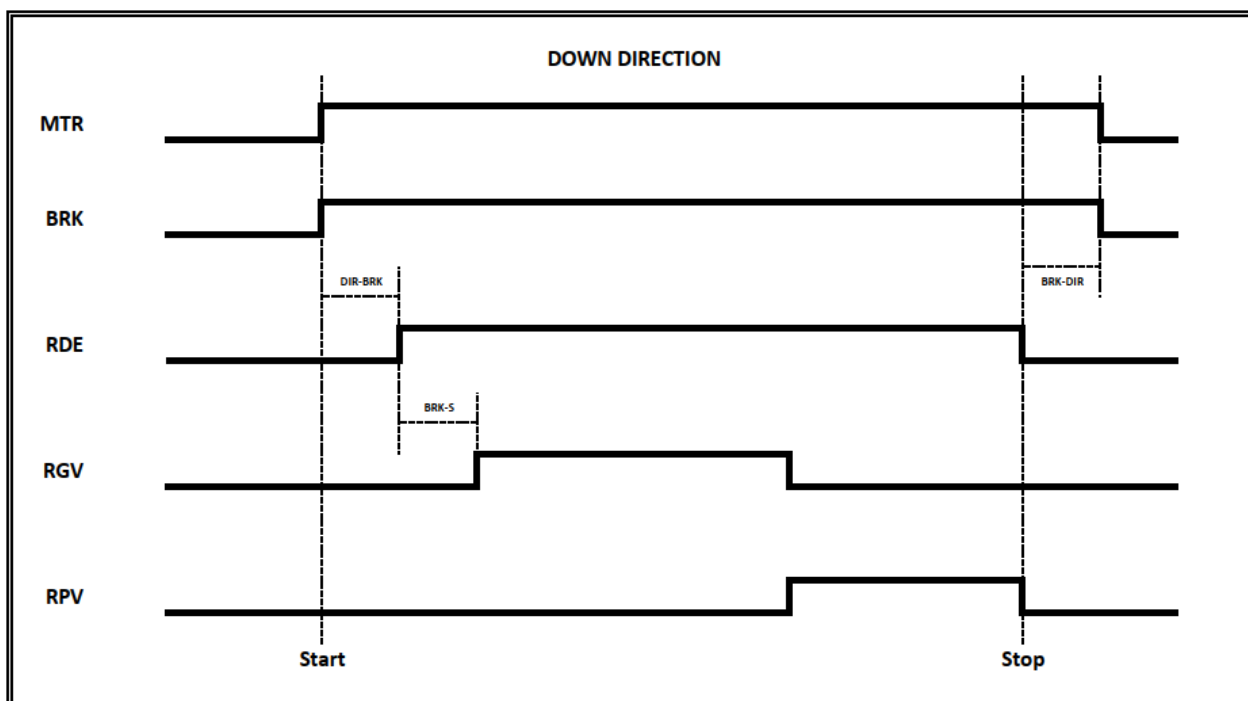 DOWN DIRECTION
MTR
BRK
DIR-BRK
BRK-DIR
RDE
BRK-S
RGV
RPV
Start
Stop